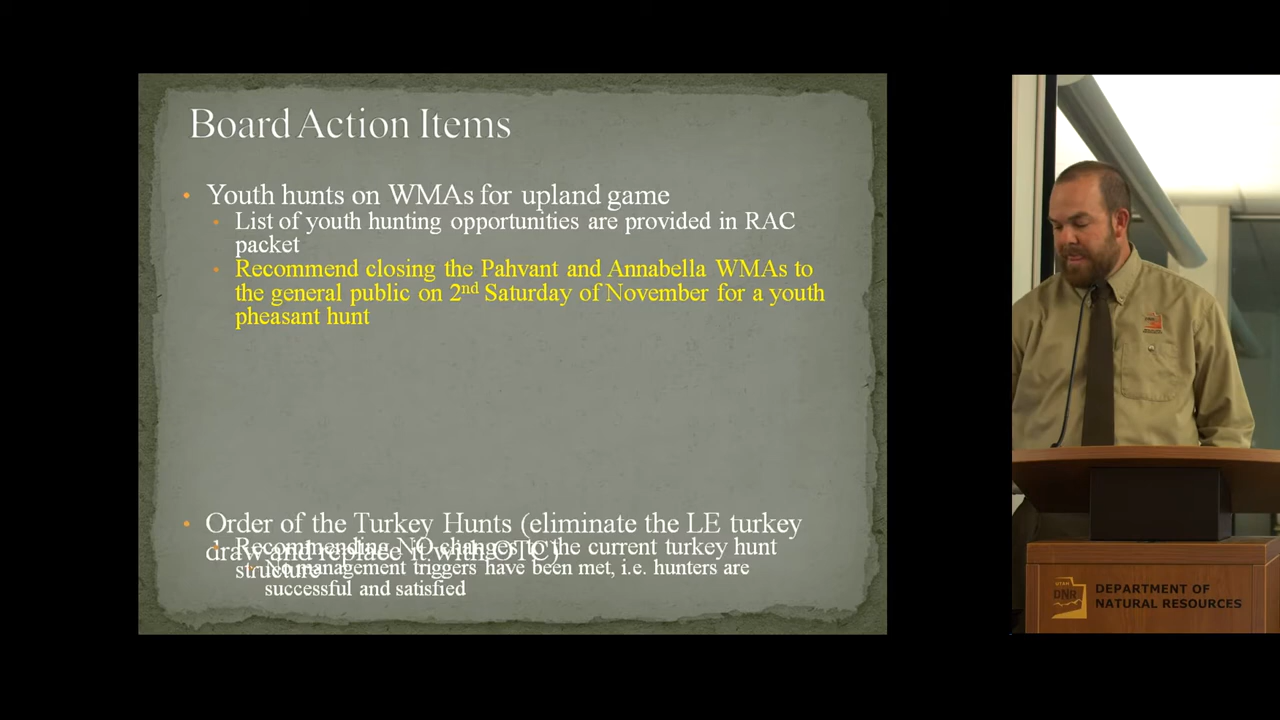 Board Action Items
• Youth hunts on WMAs for upland game
• List of youth hunting opportunities are provided in RAC
packet
• Recommend closing the Pahvant and Annabella WMAs to
the general public on 2nd Saturday of November for a youth
pheasant hunt
• Order of the Turkey Hunts (eliminate the LE turkey
draw and replace it with OTC)
• Recommending NO changes to the current turkey hunt
structure
• No management triggers have been met, i.e. hunters are
successful and satisfied
UTAH
DNR
DEPARTMENT OF
NATURAL RESOURCES